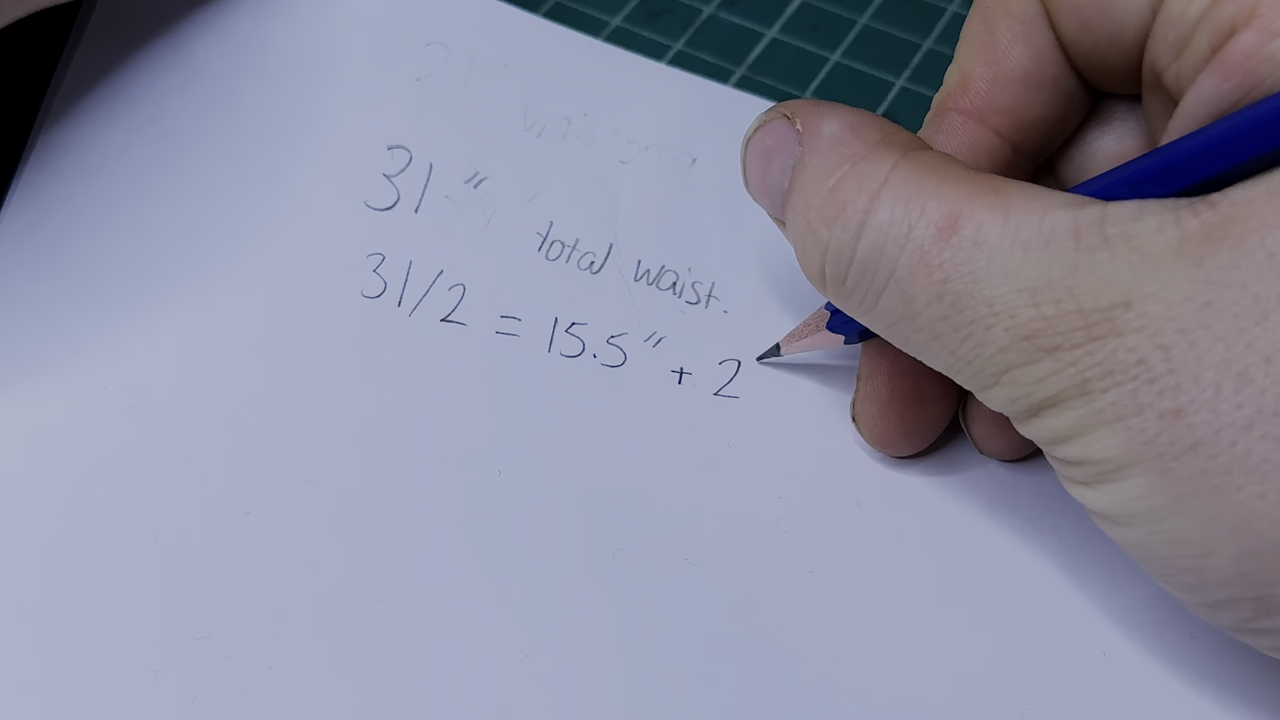 31" total waist.
31/2 = 15.5" + 2